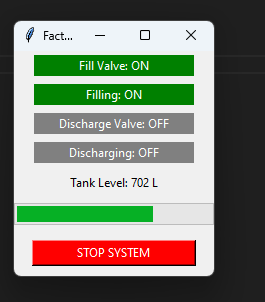 Fact...
Fill Valve: ON
Filling: ON
Discharge Valve: OFF
Discharging: OFF
Tank Level: 702 L
STOP SYSTEM